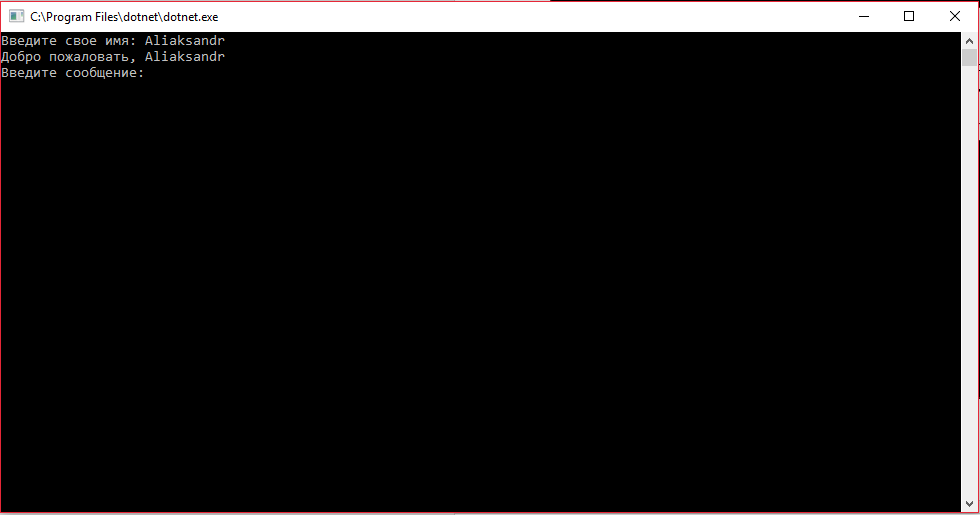 C:\Program Files\dotnet\dotnet.exe
Введите свое имя: Aliaksandr
Добро пожаловать, Aliaksandr
Введите сообщение: